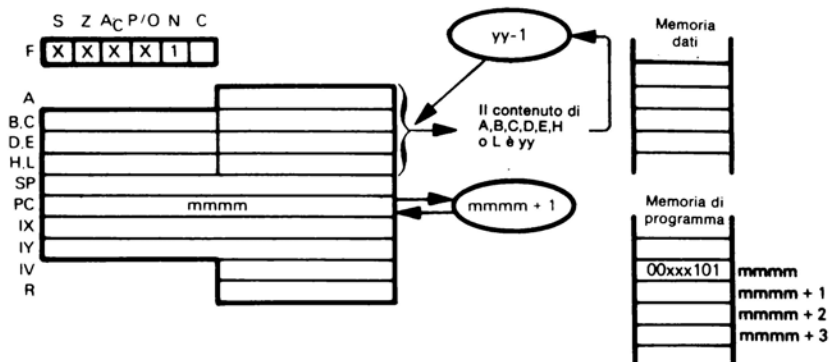 S Z AC P/O N C
F X X X X 1
A
B,C
D,E
H,L
SP
PC mmmm
IX
IY
IV
R
yy-1
Il contenuto di
A,B,C,D,E,H
o L è yy
mmmm + 1
Memoria
dati
Memoria di
programma
00xxx101 mmmm
mmmm + 1
mmmm + 2
mmmm + 3